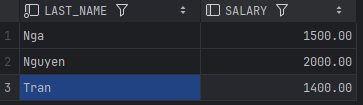 LAST_NAME SALARY
1 Nga 1500.00
2 Nguyen 2000.00
3 Tran 1400.00